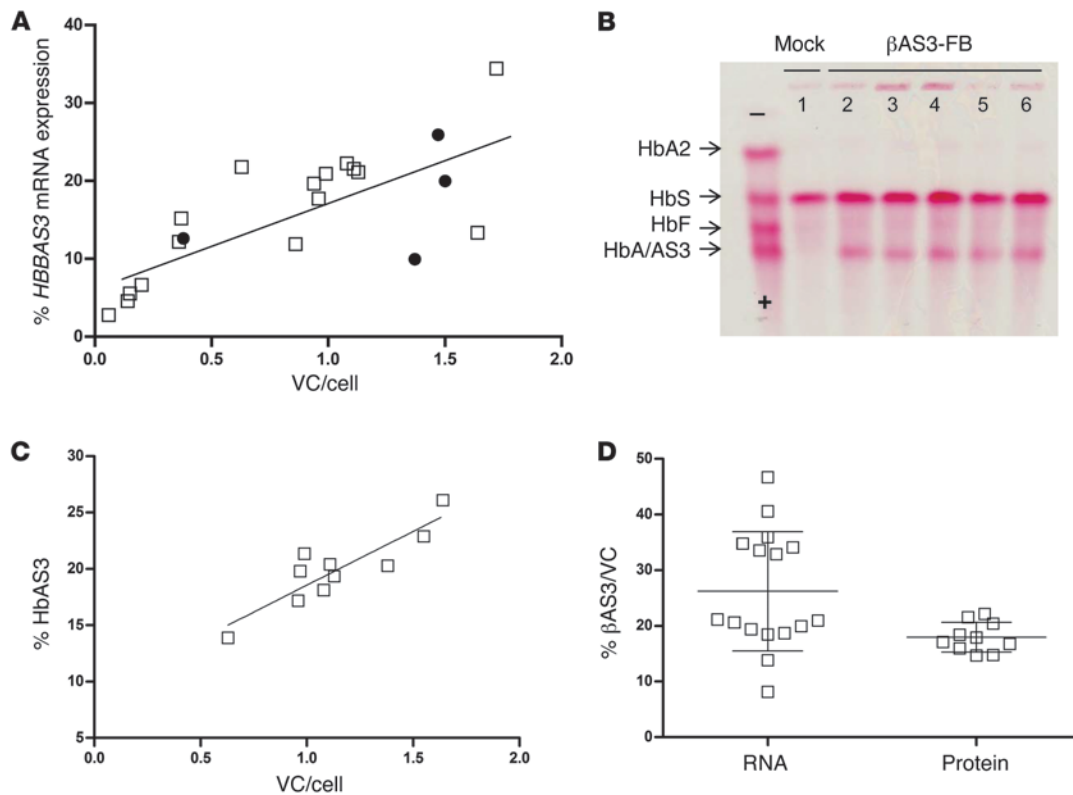 A
% HBBAS3 mRNA expression
40
30
20
10
0
0.0 0.5 1.0 1.5 2.0
VC/cell
B
Mock βAS3-FB
1 2 3 4 5 6
−
HbA2
HbS
HbF
HbA/AS3
+
C
% HbAS3
30
25
20
15
10
5
0.0 0.5 1.0 1.5 2.0
VC/cell
D
% βAS3/VC
50
40
30
20
10
0
RNA Protein